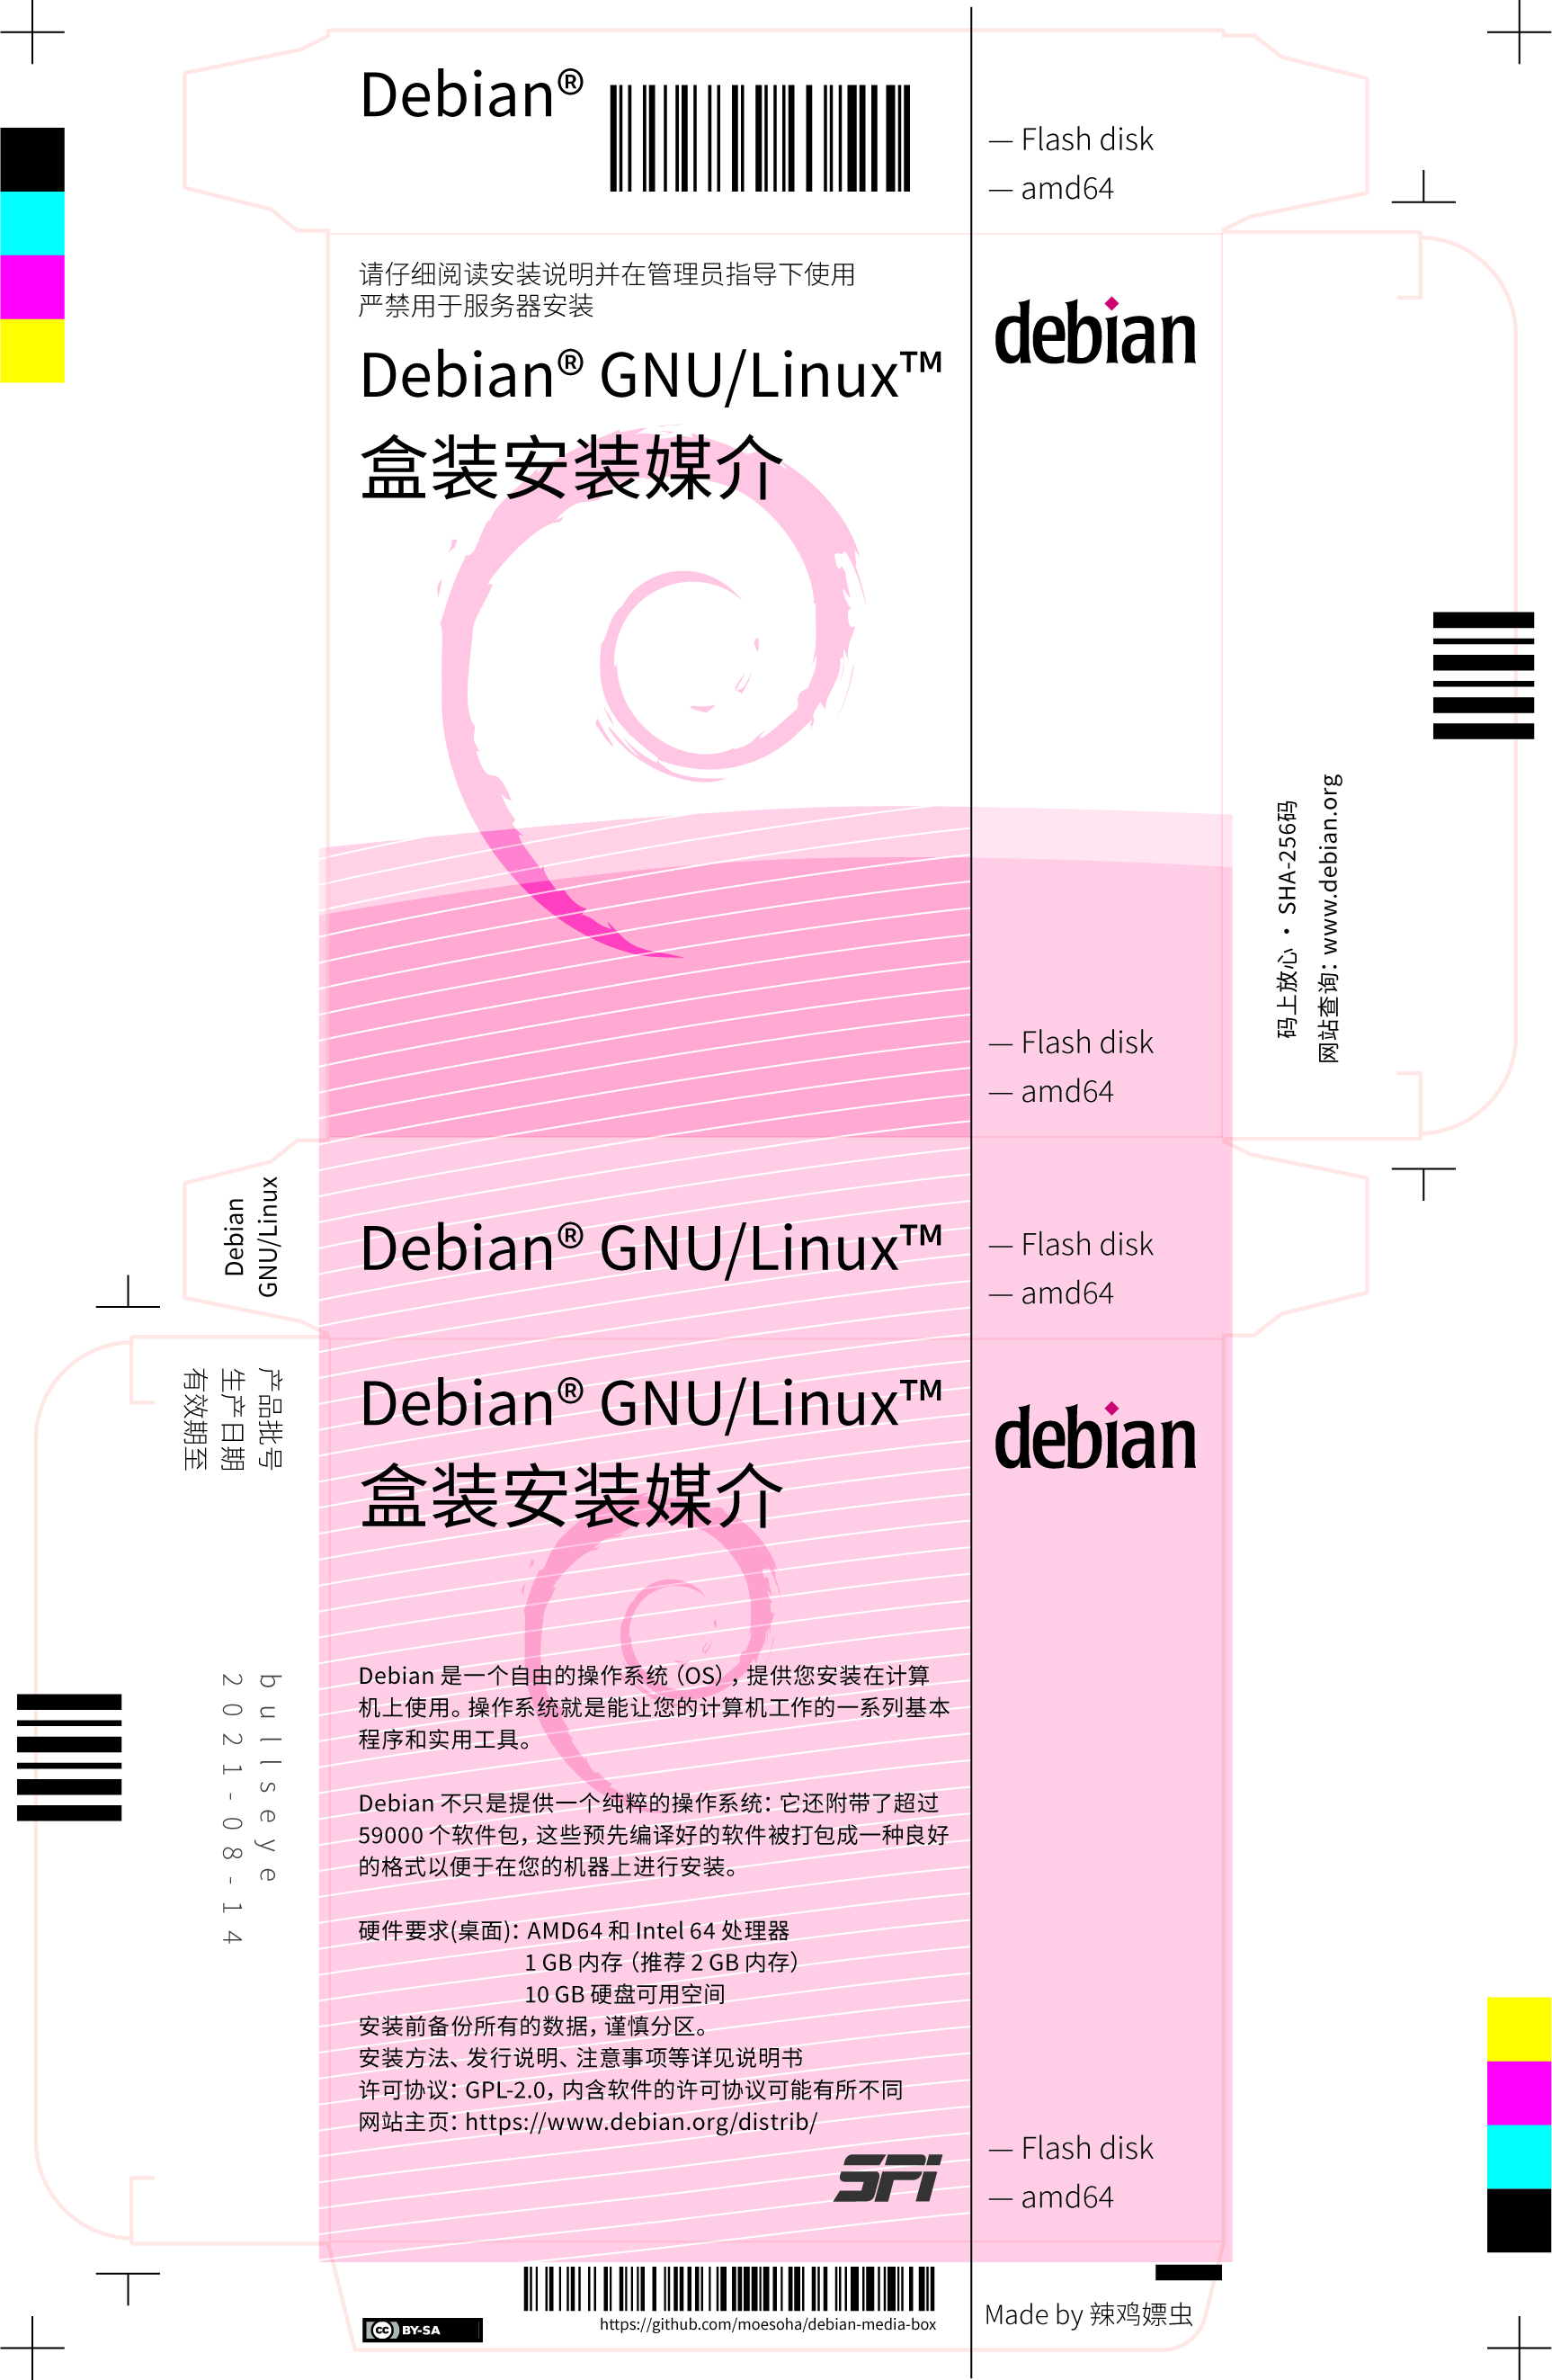 Debian®
— Flash disk
— amd64
请仔细阅读安装说明并在管理员指导下使用
严禁用于服务器安装
Debian® GNU/Linux™
盒装安装媒介
debian
— Flash disk
— amd64
码上放心 · SHA-256码
网站查询：www.debian.org
Debian
GNU/Linux
Debian® GNU/Linux™
— Flash disk
— amd64
产品批号 bullseye
生产日期 2021-08-14
有效期至
Debian® GNU/Linux™
盒装安装媒介
debian
Debian 是一个自由的操作系统（OS），提供您安装在计算
机上使用。操作系统就是能让您的计算机工作的一系列基本
程序和实用工具。
Debian 不只是提供一个纯粹的操作系统：它还附带了超过
59000 个软件包，这些预先编译好的软件被打包成一种良好
的格式以便于在您的机器上进行安装。
硬件要求(桌面)：AMD64 和 Intel 64 处理器
1 GB 内存（推荐 2 GB 内存）
10 GB 硬盘可用空间
安装前备份所有的数据，谨慎分区。
安装方法、发行说明、注意事项等详见说明书
许可协议：GPL-2.0，内含软件的许可协议可能有所不同
网站主页：https://www.debian.org/distrib/
SPI
— Flash disk
— amd64
cc BY-SA
https://github.com/moesoha/debian-media-box
Made by 辣鸡嫖虫